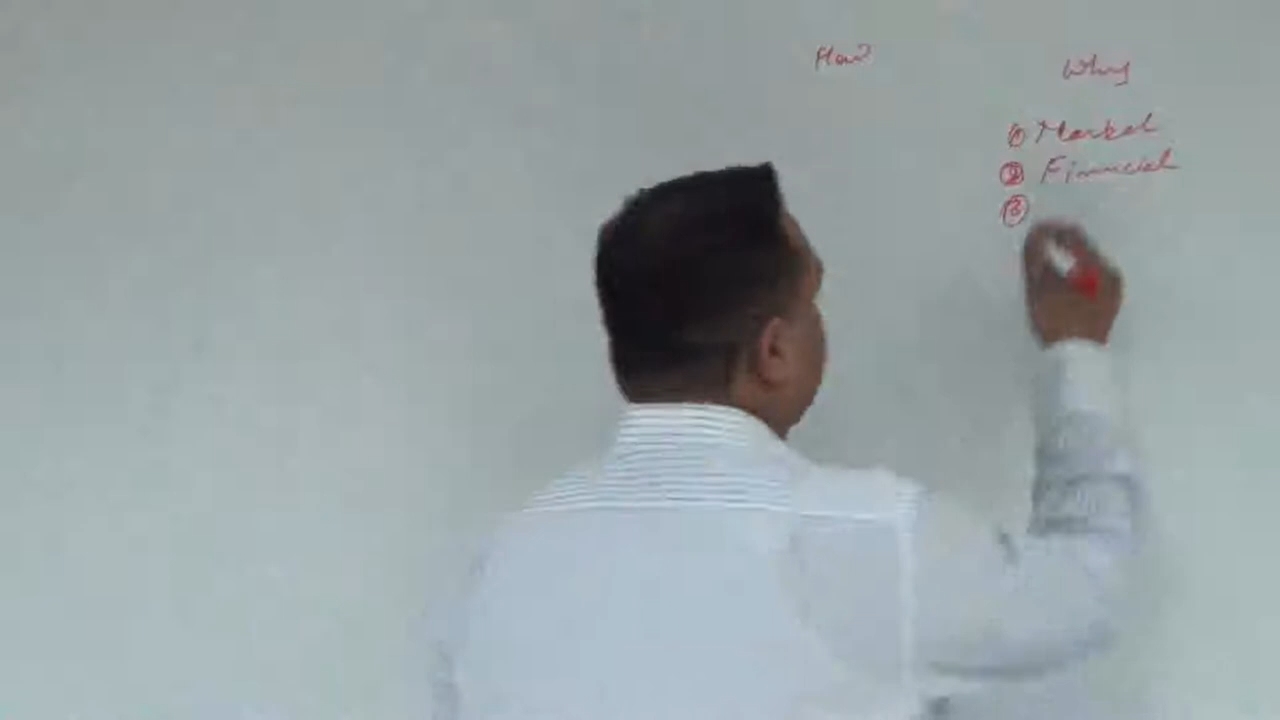 How?
Why
① Market
② Financial
③